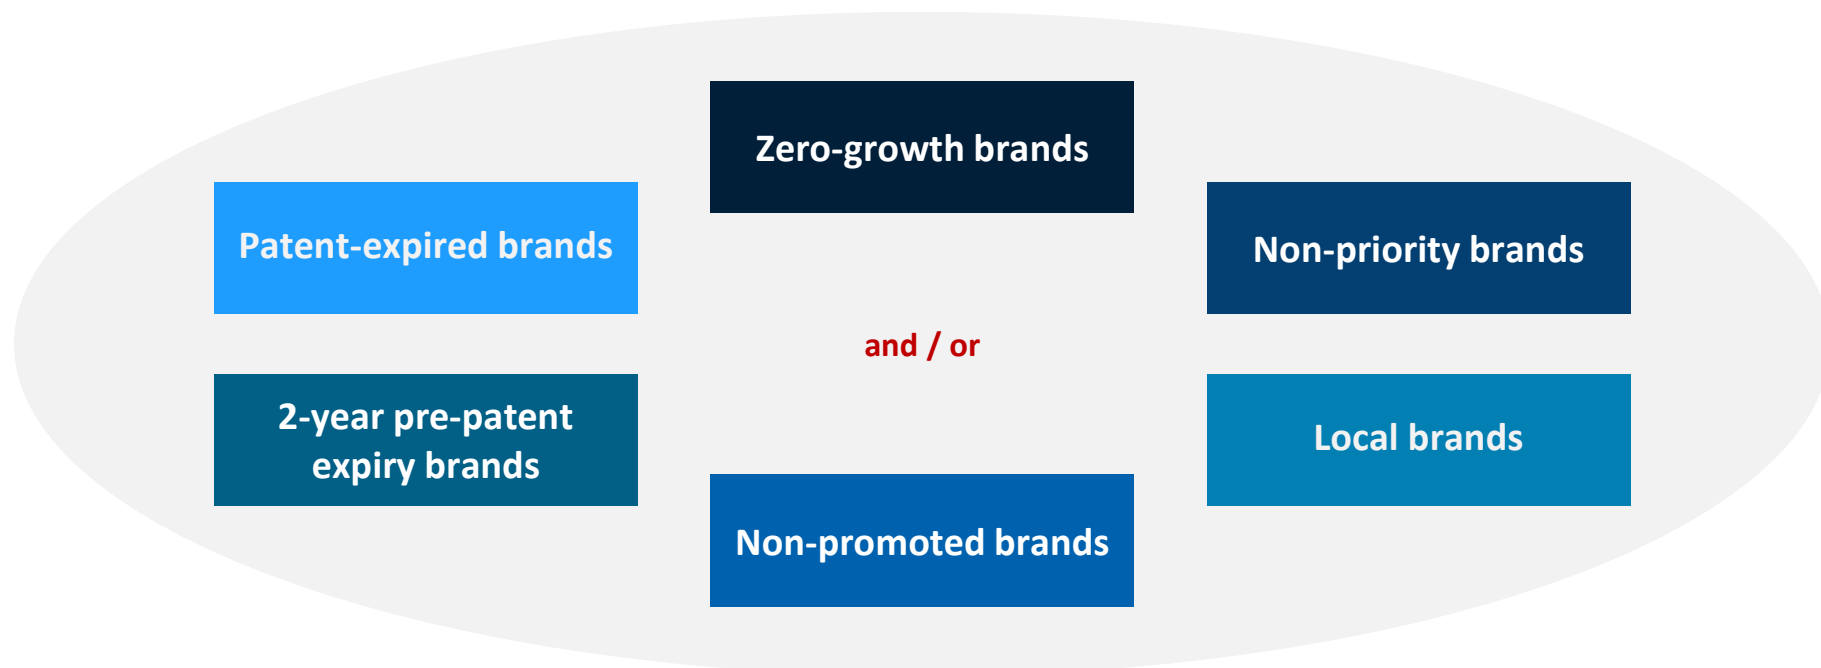 Zero-growth brands
Patent-expired brands
Non-priority brands
and / or
2-year pre-patent
expiry brands
Local brands
Non-promoted brands